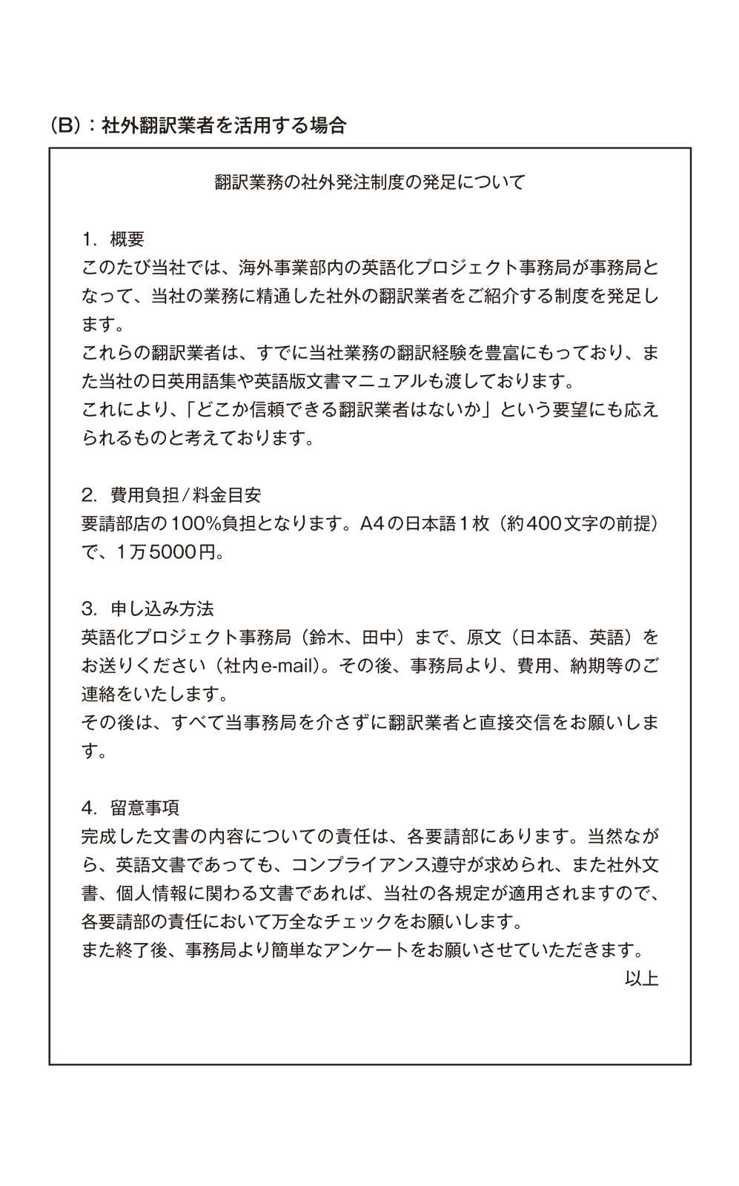 （B）：社外翻訳業者を活用する場合
翻訳業務の社外発注制度の発足について
1. 概要
このたび当社では、海外事業部内の英語化プロジェクト事務局が事務局と
なって、当社の業務に精通した社外の翻訳業者をご紹介する制度を発足し
ます。
これらの翻訳業者は、すでに当社業務の翻訳経験を豊富にもっており、ま
た当社の日英用語集や英語版文書マニュアルも渡しております。
これにより、「どこか信頼できる翻訳業者はないか」という要望にも応え
られるものと考えております。
2. 費用負担/料金目安
要請部店の100％負担となります。A4の日本語1枚（約400文字の前提）
で、1万5000円。
3. 申し込み方法
英語化プロジェクト事務局（鈴木、田中）まで、原文（日本語、英語）を
お送りください（社内e-mail）。その後、事務局より、費用、納期等のご
連絡をいたします。
その後は、すべて当事務局を介さずに翻訳業者と直接交信をお願いしま
す。
4. 留意事項
完成した文書の内容についての責任は、各要請部にあります。当然なが
ら、英語文書であっても、コンプライアンス遵守が求められ、また社外文
書、個人情報に関わる文書であれば、当社の各規定が適用されますので、
各要請部の責任において万全なチェックをお願いします。
また終了後、事務局より簡単なアンケートをお願いさせていただきます。
以上